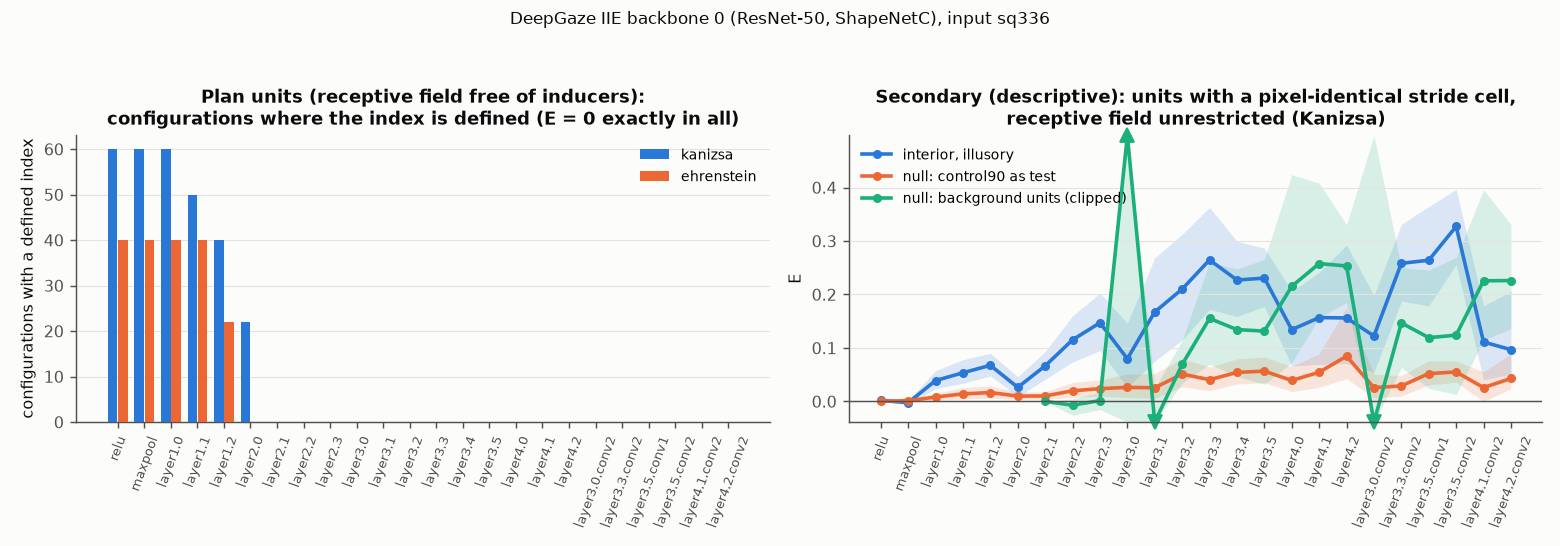 DeepGaze IIE backbone 0 (ResNet-50, ShapeNetC), input sq336
Plan units (receptive field free of inducers):
configurations where the index is defined (E = 0 exactly in all)
configurations with a defined index
60
50
40
30
20
10
0
kanizsa
ehrenstein
relu
maxpool
layer1.0
layer1.1
layer1.2
layer2.0
layer2.1
layer2.2
layer2.3
layer3.0
layer3.1
layer3.2
layer3.3
layer3.4
layer3.5
layer4.0
layer4.1
layer4.2
layer3.0.conv2
layer3.3.conv2
layer3.5.conv1
layer3.5.conv2
layer4.1.conv2
layer4.2.conv2
Secondary (descriptive): units with a pixel-identical stride cell,
receptive field unrestricted (Kanizsa)
E
0.4
0.3
0.2
0.1
0.0
interior, illusory
null: control90 as test
null: background units (clipped)
relu
maxpool
layer1.0
layer1.1
layer1.2
layer2.0
layer2.1
layer2.2
layer2.3
layer3.0
layer3.1
layer3.2
layer3.3
layer3.4
layer3.5
layer4.0
layer4.1
layer4.2
layer3.0.conv2
layer3.3.conv2
layer3.5.conv1
layer3.5.conv2
layer4.1.conv2
layer4.2.conv2